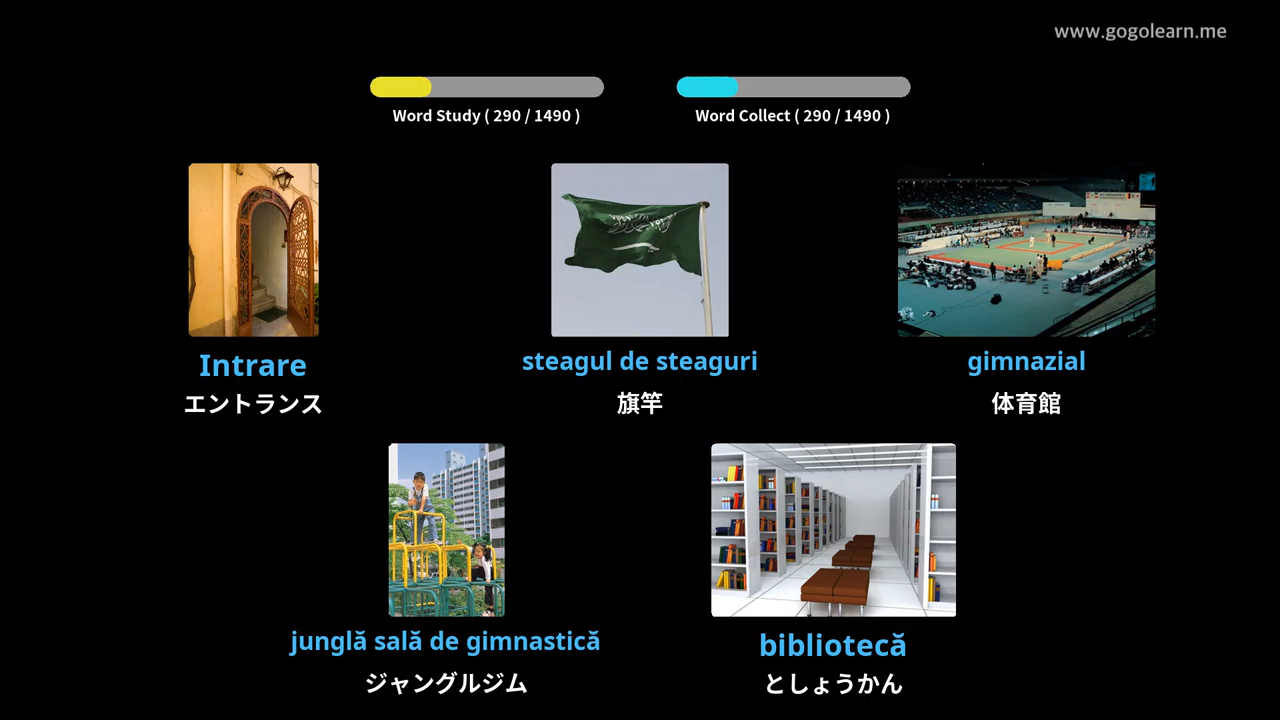 www.gogolearn.me
Word Study ( 290 / 1490 )
Word Collect ( 290 / 1490 )
Intrare
エントランス
steagul de steaguri
旗竿
gimnazial
体育館
junglă sală de gimnastică
ジャングルジム
bibliotecă
としょうかん